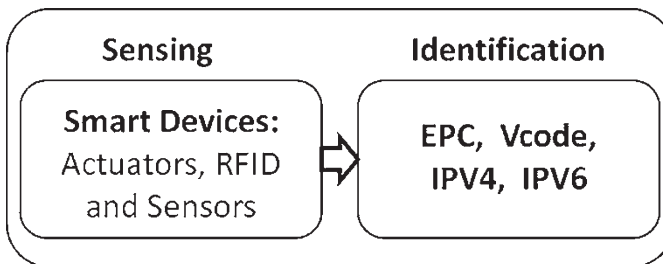 Sensing
Smart Devices:
Actuators, RFID
and Sensors
Identification
EPC, Vcode,
IPV4, IPV6